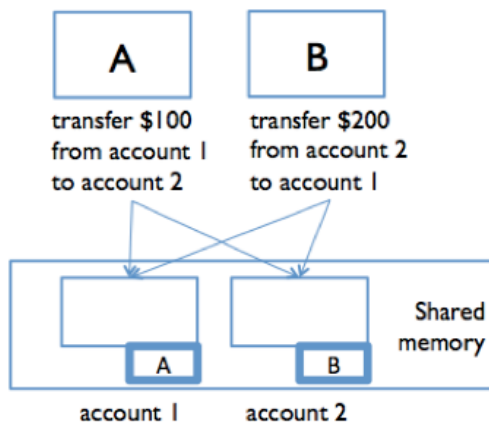 A
B
transfer $100
from account 1
to account 2
transfer $200
from account 2
to account 1
Shared
memory
A
B
account 1
account 2